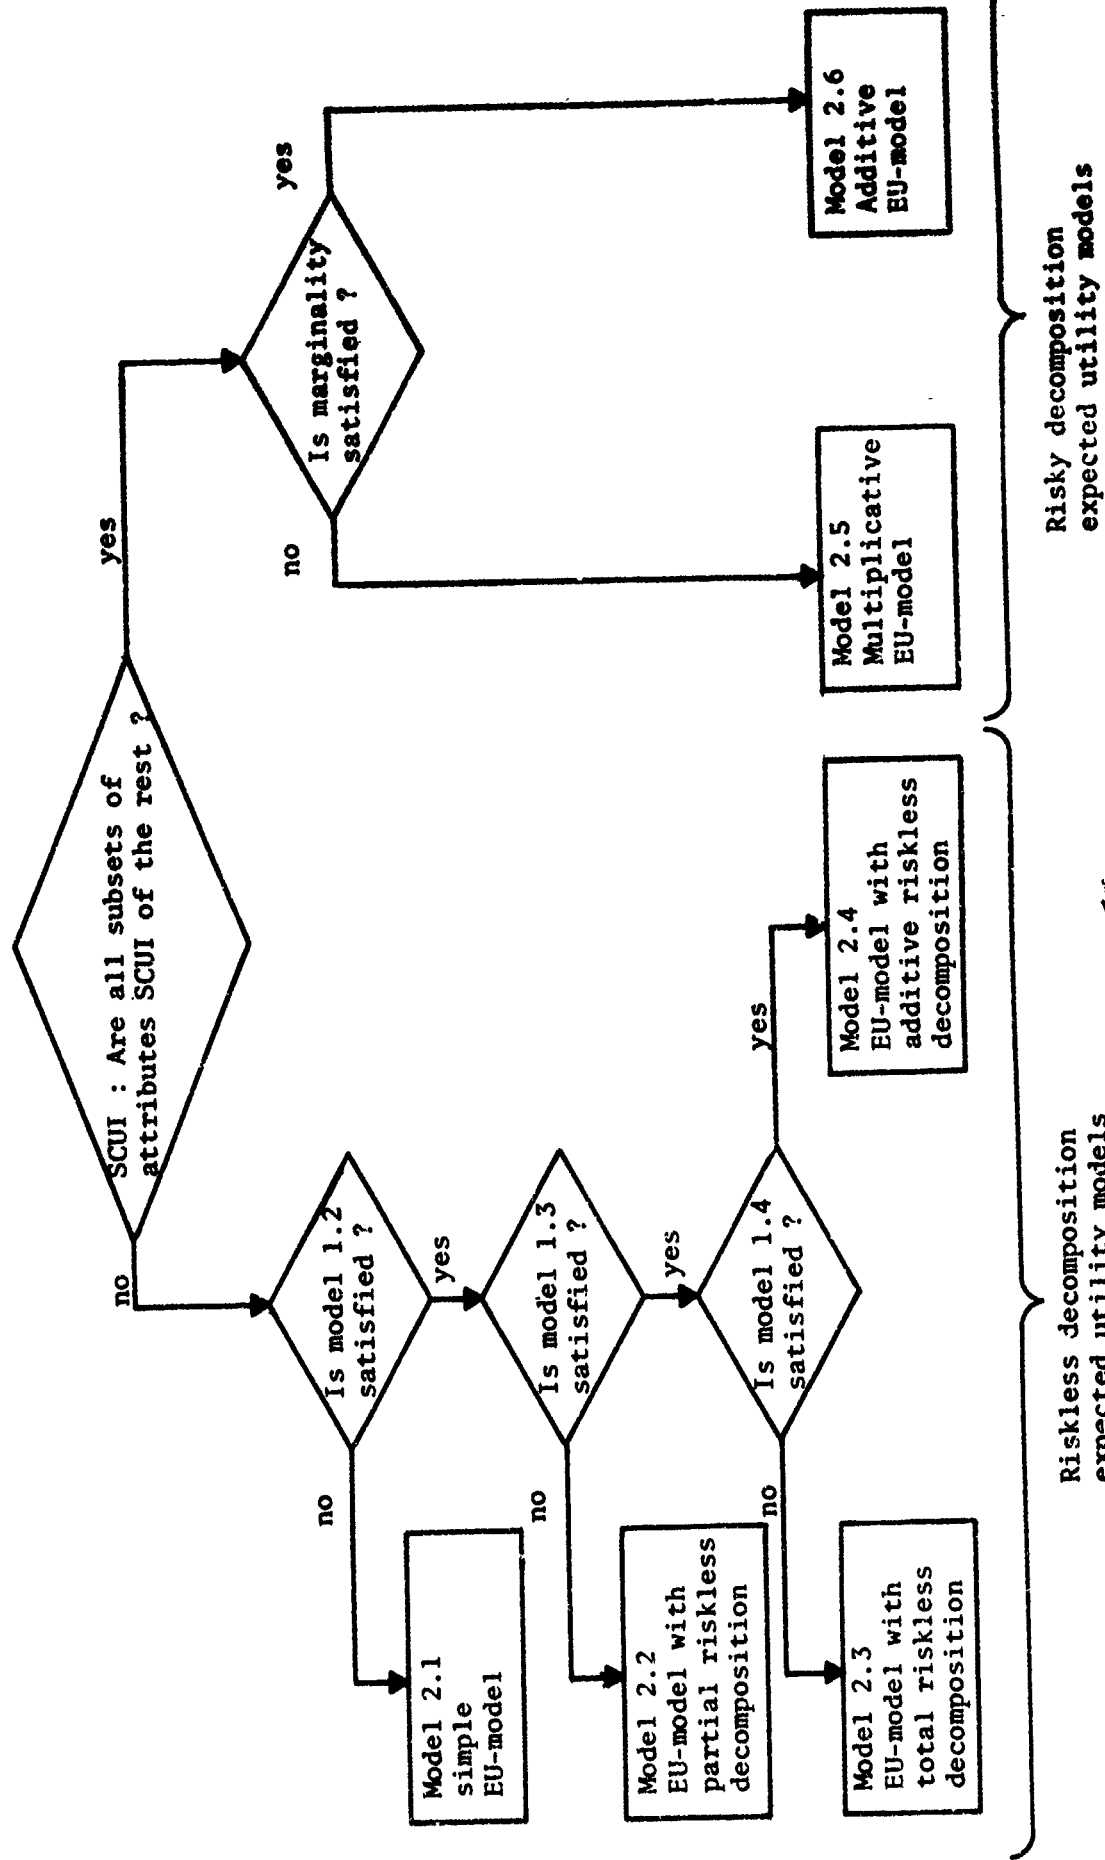 SCUI : Are all subsets of
attributes SCUI of the rest ?
no
yes
Is model 1.2
satisfied ?
no
yes
Is marginality
satisfied ?
no
yes
Model 2.1
simple
EU-model
Is model 1.3
satisfied ?
no
yes
Model 2.2
EU-model with
partial riskless
decomposition
Is model 1.4
satisfied ?
no
yes
Model 2.3
EU-model with
total riskless
decomposition
Model 2.4
EU-model with
additive riskless
decomposition
Model 2.5
Multiplicative
EU-model
Model 2.6
Additive
EU-model
Riskless decomposition
expected utility models
Risky decomposition
expected utility models